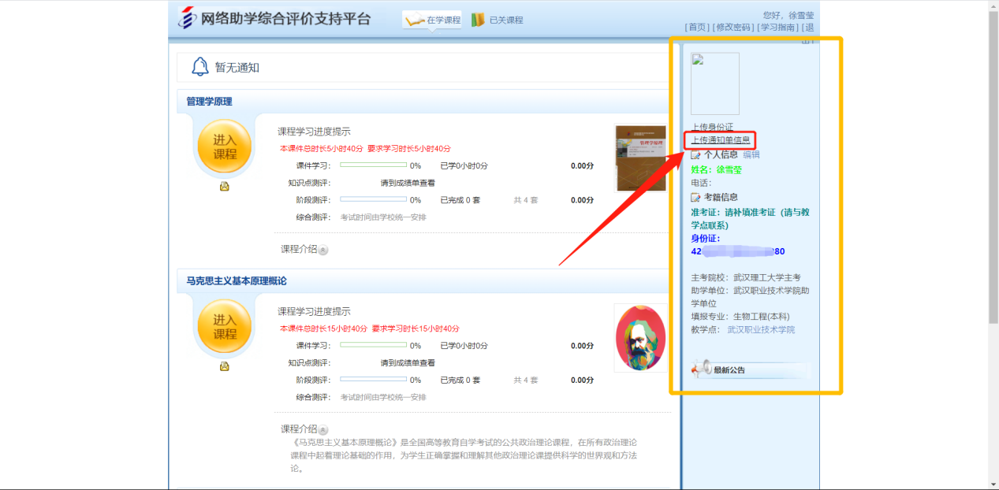 网络助学综合评价支持平台
在学课程
已关课程
您好，徐雪莹
[首页] [修改密码] [学习指南] [退
出]
暂无通知
管理学原理
进入
课程
课程学习进度提示
本课件总时长5小时40分 要求学习时长5小时40分
课件学习： 0% 已学0小时0分 0.00分
知识点测评： 请到成绩单查看
阶段测评： 0% 已完成 0 套 共 4 套 0.00分
综合测评： 考试时间由学校统一安排
课程介绍
管理学原理
马克思主义基本原理概论
进入
课程
课程学习进度提示
本课件总时长15小时40分 要求学习时长15小时40分
课件学习： 0% 已学0小时0分 0.00分
知识点测评： 请到成绩单查看
阶段测评： 0% 已完成 0 套 共 4 套 0.00分
综合测评： 考试时间由学校统一安排
课程介绍
《马克思主义基本原理概论》是全国高等教育自学考试的公共政治理论课程，在所有政治理论
课程中起着理论基础的作用，为学生正确掌握和理解其他政治理论课提供科学的世界观和方法
论。
上传身份证
上传通知单信息
个人信息 编辑
姓名：徐雪莹
电话：
考籍信息
准考证：请补填准考证（请与教
学点联系）
身份证：
42 80
主考院校：武汉理工大学主考
助学单位：武汉职业技术学院助
学单位
填报专业：生物工程(本科)
教学点： 武汉职业技术学院
最新公告